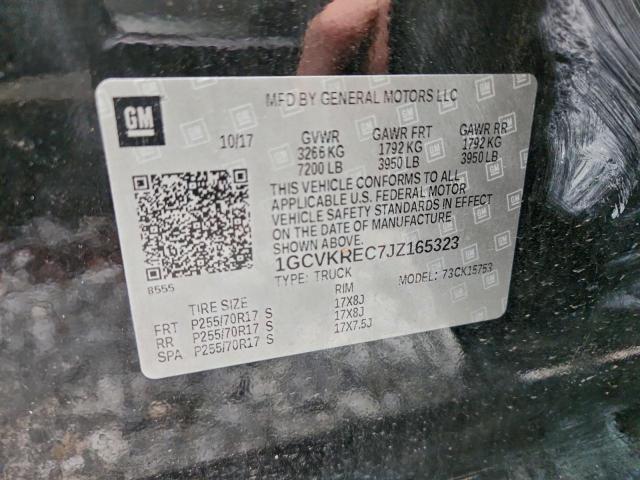 GM
MFD BY GENERAL MOTORS LLC
10/17 GVWR GAWR FRT GAWR RR
3266 KG 1792 KG 1792 KG
7200 LB 3950 LB 3950 LB
THIS VEHICLE CONFORMS TO ALL
APPLICABLE U.S. FEDERAL MOTOR
VEHICLE SAFETY STANDARDS IN EFFECT
ON THE DATE OF MANUFACTURE
SHOWN ABOVE.
1GCVKREC7JZ165323
8555 TYPE: TRUCK MODEL: 73CK15753
TIRE SIZE RIM
FRT P255/70R17 S 17X8J
RR P255/70R17 S 17X8J
SPA P255/70R17 S 17X7.5J